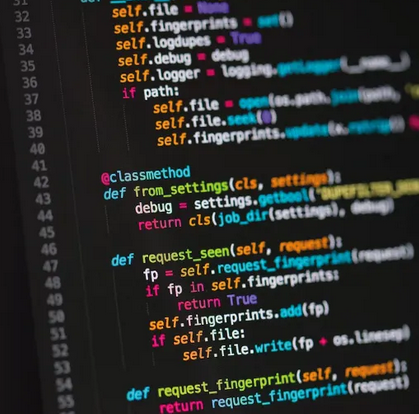 31
32 self.file = None
33 self.fingerprints = set()
34 self.logdupes = True
35 self.debug = debug
36 self.logger = logging.getLogger(__name__)
37 if path:
38 self.file = open(os.path.join(path,
39 self.file.seek(0)
40 self.fingerprints.update(
41
42 @classmethod
43 def from_settings(cls, settings):
44 debug = settings.getbool(
45 return cls(job_dir(settings), debug)
46
47 def request_seen(self, request):
48 fp = self.request_fingerprint(request)
49 if fp in self.fingerprints:
50 return True
51 self.fingerprints.add(fp)
52 if self.file:
53 self.file.write(fp + os.linesep)
54
55 def request_fingerprint(self, request):
return request_fingerprint(request)